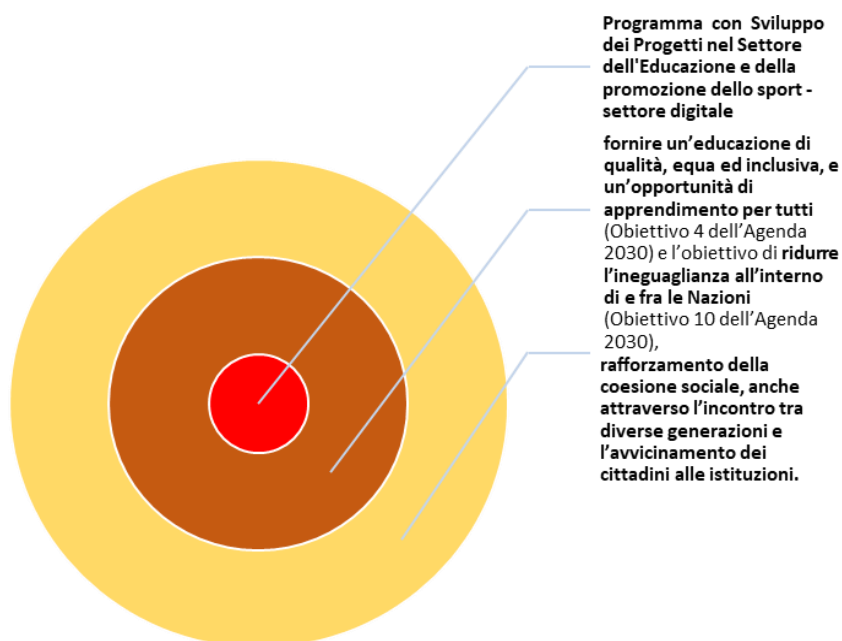 Programma con Sviluppo
dei Progetti nel Settore
dell'Educazione e della
promozione dello sport -
settore digitale
fornire un’educazione di
qualità, equa ed inclusiva, e
un’opportunità di
apprendimento per tutti
(Obiettivo 4 dell’Agenda
2030) e l’obiettivo di ridurre
l’ineguaglianza all’interno
di e fra le Nazioni
(Obiettivo 10 dell’Agenda
2030),
rafforzamento della
coesione sociale, anche
attraverso l’incontro tra
diverse generazioni e
l’avvicinamento dei
cittadini alle istituzioni.